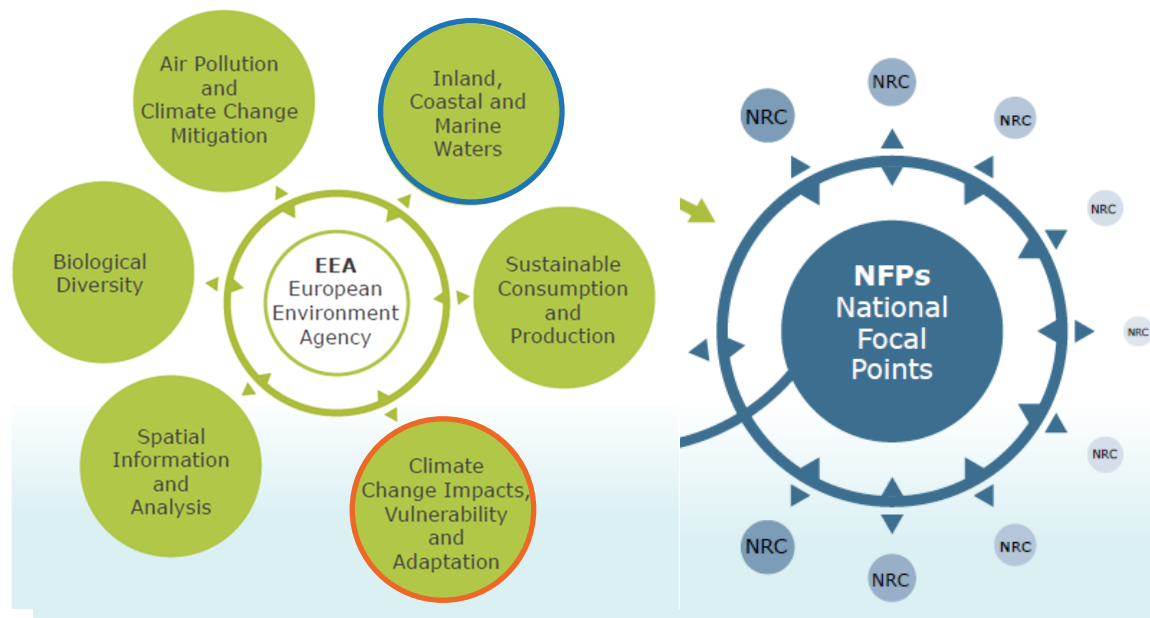 Air Pollution
and
Climate Change
Mitigation
Inland,
Coastal and
Marine
Waters
Biological
Diversity
EEA
European
Environment
Agency
Sustainable
Consumption
and
Production
Spatial
Information
and
Analysis
Climate
Change Impacts,
Vulnerability
and
Adaptation
NRC
NRC
NRC
NRC
NRC
NRC
NRC
NRC
NRC
NFPs
National
Focal
Points